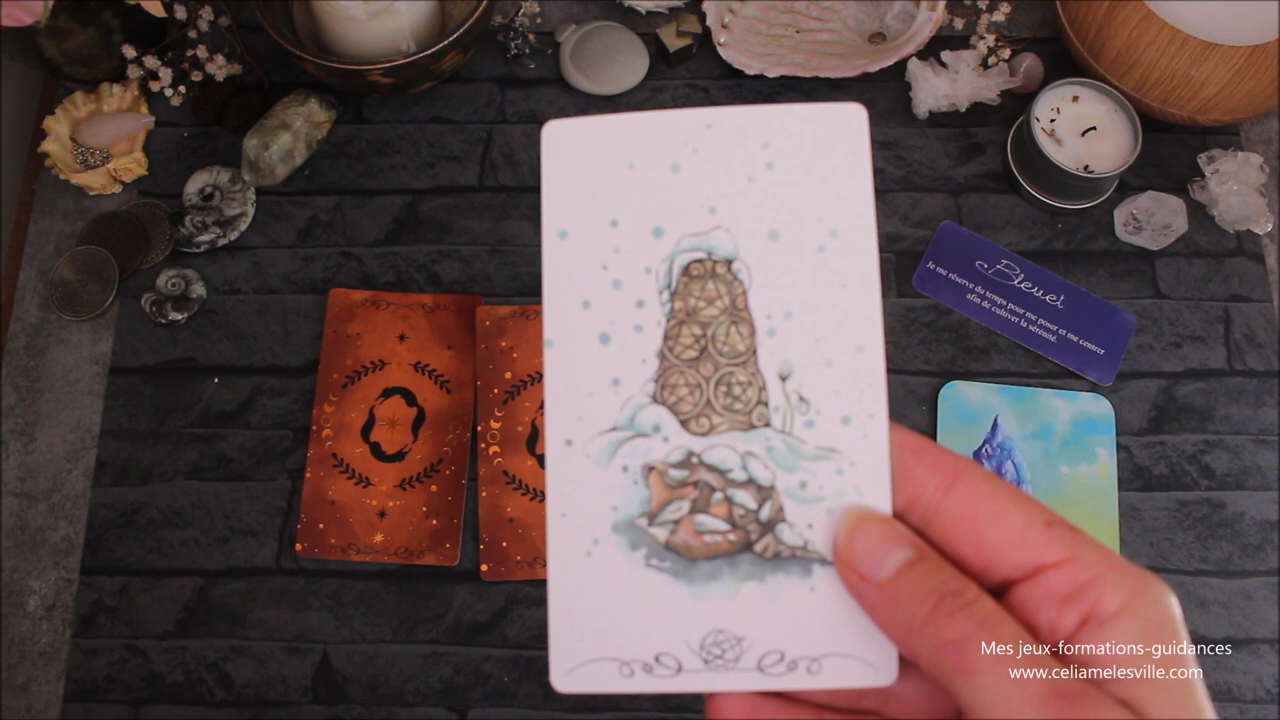 Bleuet
Je me réserve du temps pour me poser et me centrer
afin de cultiver la sérénité.
Mes jeux-formations-guidances
www.celiamelesville.com